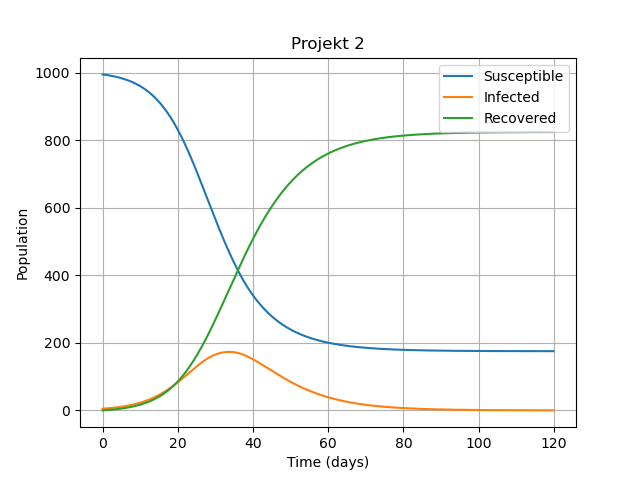 Projekt 2
Susceptible
Infected
Recovered
Population
1000
800
600
400
200
0
0 20 40 60 80 100 120
Time (days)